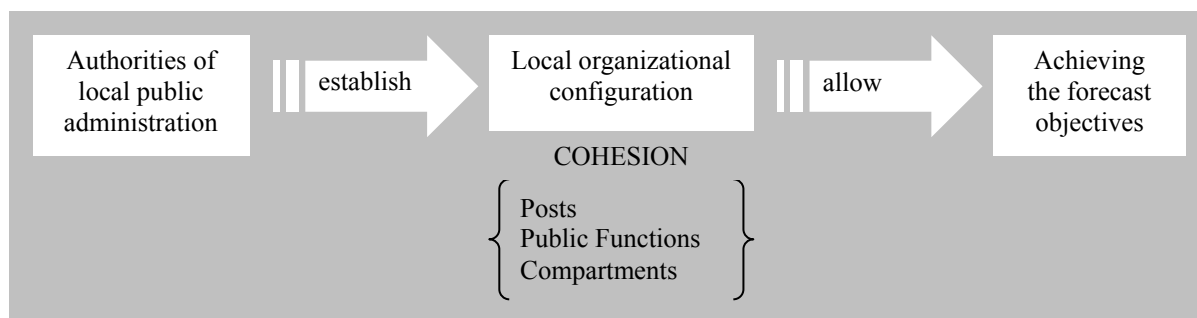 Authorities of
local public
administration
establish
Local organizational
configuration
allow
Achieving
the forecast
objectives
COHESION
Posts
Public Functions
Compartments